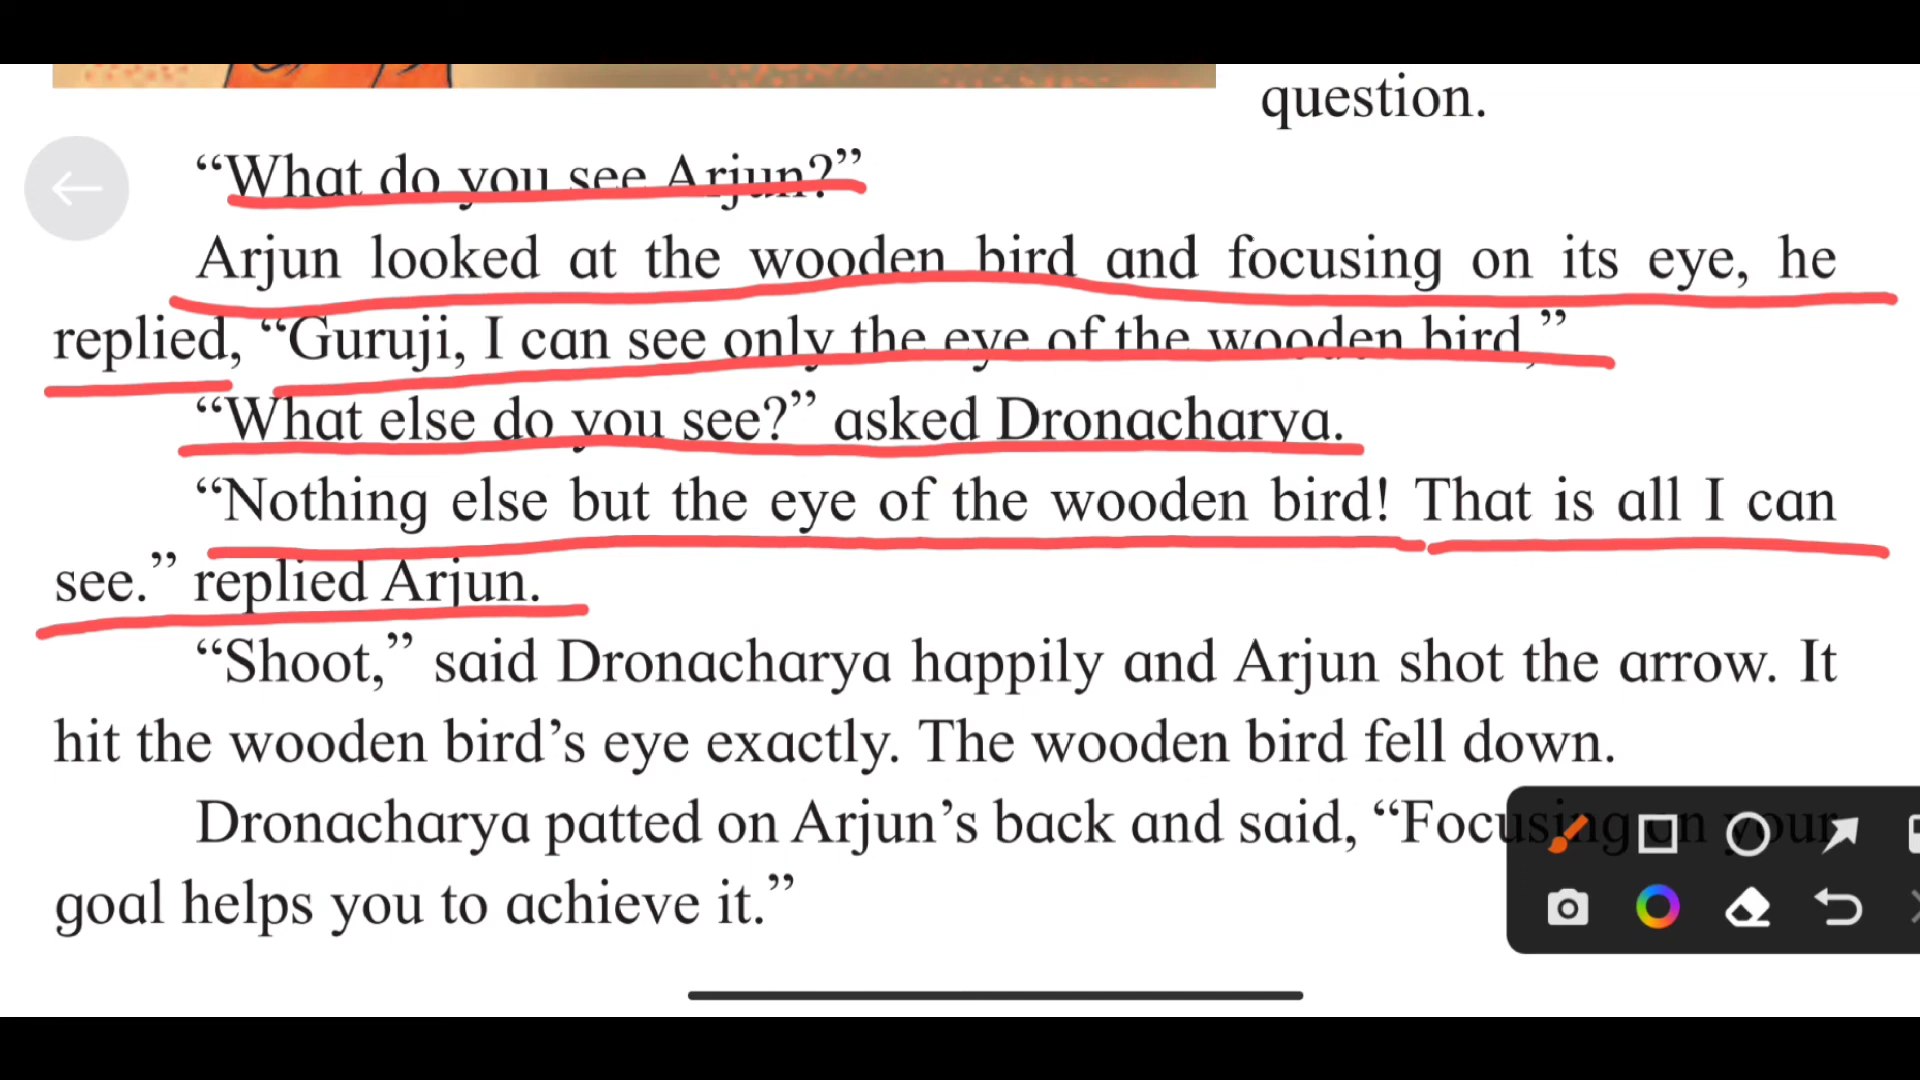 question.
“What do you see Arjun?”
Arjun looked at the wooden bird and focusing on its eye, he
replied, “Guruji, I can see only the eye of the wooden bird,”
“What else do you see?” asked Dronacharya.
“Nothing else but the eye of the wooden bird! That is all I can
see.” replied Arjun.
“Shoot,” said Dronacharya happily and Arjun shot the arrow. It
hit the wooden bird’s eye exactly. The wooden bird fell down.
Dronacharya patted on Arjun’s back and said, “Focusing on your
goal helps you to achieve it.”